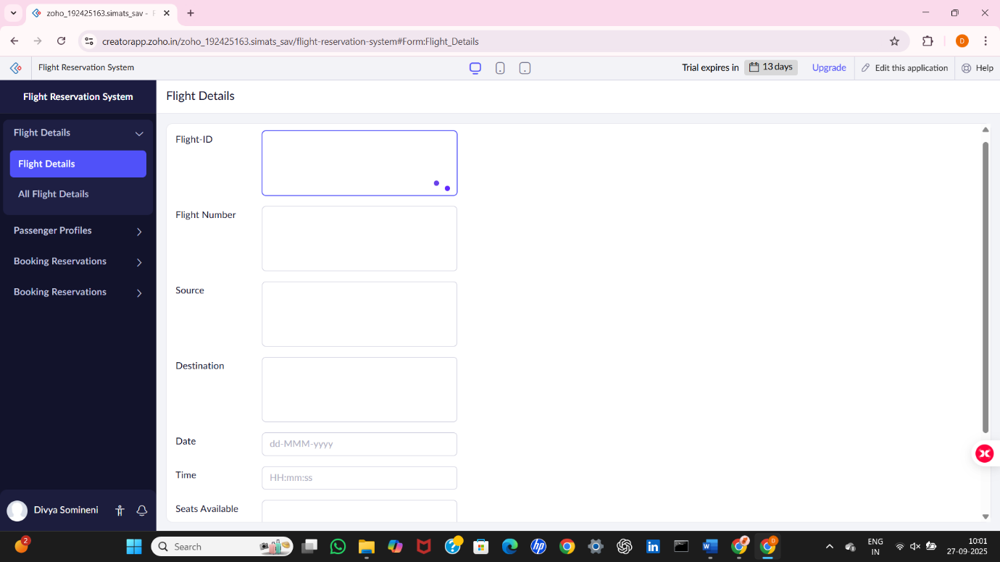 zoho_192425163.simats_sav - F
creatorapp.zoho.in/zoho_192425163.simats_sav/flight-reservation-system#Form:Flight_Details
D
Flight Reservation System
Trial expires in 13 days Upgrade Edit this application Help
Flight Reservation System
Flight Details
Flight Details
All Flight Details
Passenger Profiles
Booking Reservations
Booking Reservations
Divya Somineni
Flight Details
Flight-ID
Flight Number
Source
Destination
Date dd-MMM-yyyy
Time HH:mm:ss
Seats Available
2
Search
ENG
IN
10:01
27-09-2025